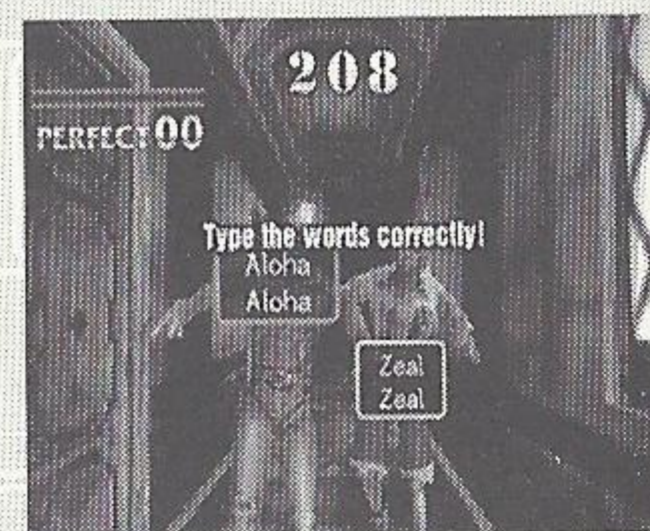 208
PERFECT 00
Type the words correctly!
Aloha
Aloha
Zeal
Zeal